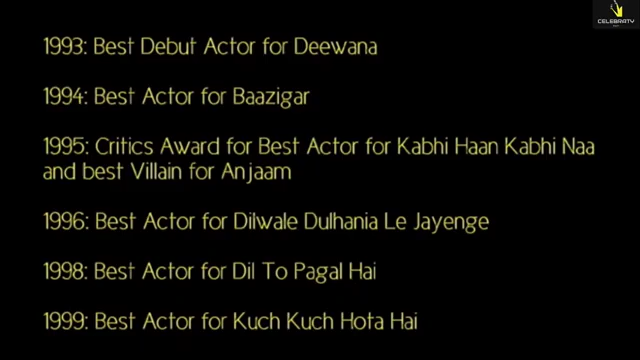 CELEBRATY
1993: Best Debut Actor for Deewana
1994: Best Actor for Baazigar
1995: Critics Award for Best Actor for Kabhi Haan Kabhi Naa
and best Villain for Anjaam
1996: Best Actor for Dilwale Dulhania Le Jayenge
1998: Best Actor for Dil To Pagal Hai
1999: Best Actor for Kuch Kuch Hota Hai